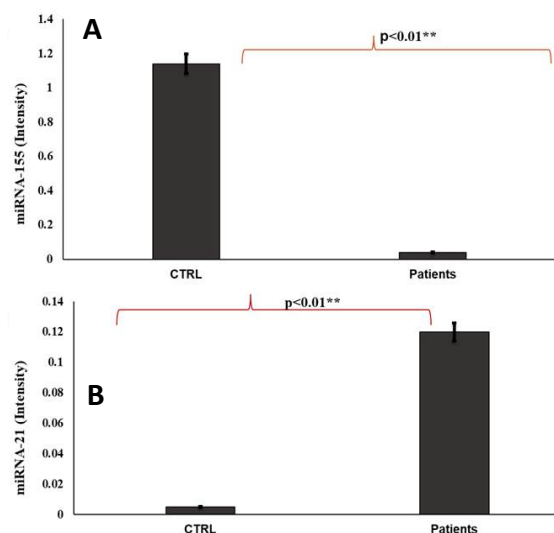 A
p<0.01**
miRNA-155 (Intensity)
1.4
1.2
1
0.8
0.6
0.4
0.2
0
CTRL
Patients
B
p<0.01**
miRNA-21 (Intensity)
0.14
0.12
0.1
0.08
0.06
0.04
0.02
0
CTRL
Patients